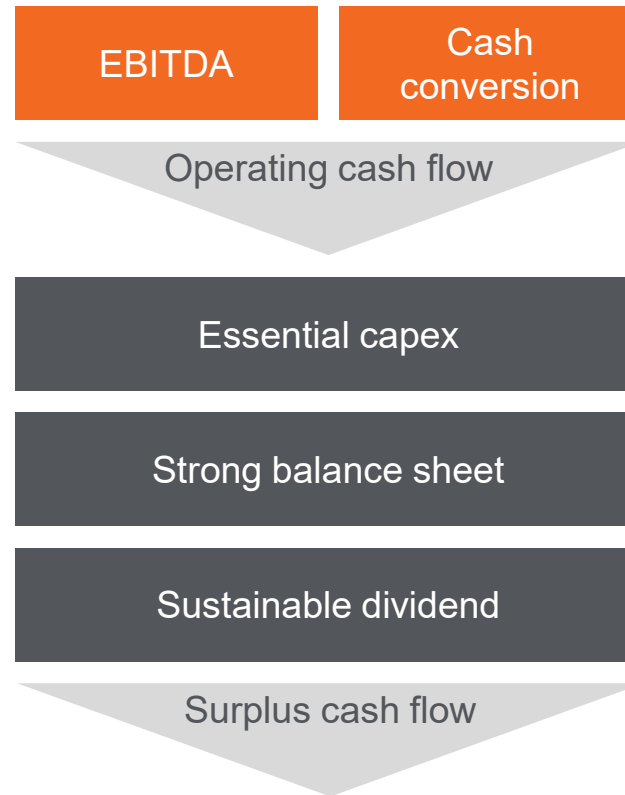 EBITDA
Cash
conversion
Operating cash flow
Essential capex
Strong balance sheet
Sustainable dividend
Surplus cash flow